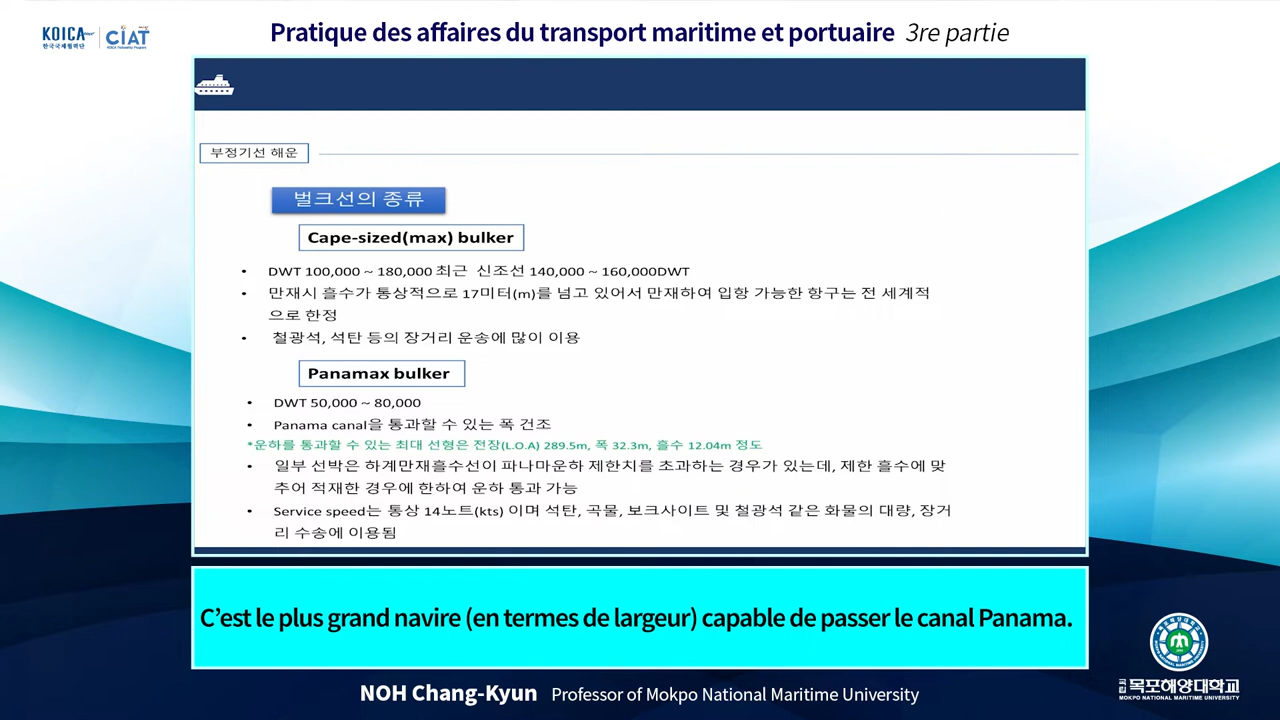 KOICA
한국국제협력단
CIAT
KOICA Fellowship Program
Pratique des affaires du transport maritime et portuaire 3re partie
부정기선 해운
벌크선의 종류
Cape-sized(max) bulker
• DWT 100,000 ~ 180,000 최근 신조선 140,000 ~ 160,000DWT
• 만재시 흘수가 통상적으로 17미터(m)를 넘고 있어서 만재하여 입항 가능한 항구는 전 세계적
으로 한정
• 철광석, 석탄 등의 장거리 운송에 많이 이용
Panamax bulker
• DWT 50,000 ~ 80,000
• Panama canal을 통과할 수 있는 폭 건조
*운하를 통과할 수 있는 최대 선형은 전장(L.O.A) 289.5m, 폭 32.3m, 흘수 12.04m 정도
• 일부 선박은 하계만재흘수선이 파나마운하 제한치를 초과하는 경우가 있는데, 제한 흘수에 맞
추어 적재한 경우에 한하여 운하 통과 가능
• Service speed는 통상 14노트(kts) 이며 석탄, 곡물, 보크사이트 및 철광석 같은 화물의 대량, 장거
리 수송에 이용됨
C’est le plus grand navire (en termes de largeur) capable de passer le canal Panama.
NOH Chang-Kyun Professor of Mokpo National Maritime University
국립 목포해양대학교
MOKPO NATIONAL MARITIME UNIVERSITY